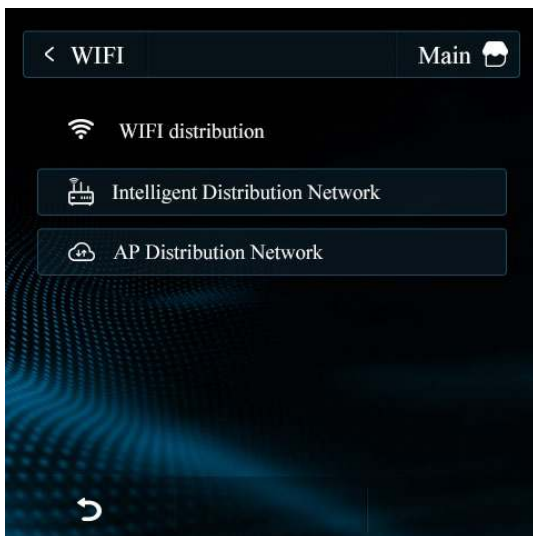 < WIFI
Main
WIFI distribution
Intelligent Distribution Network
AP Distribution Network